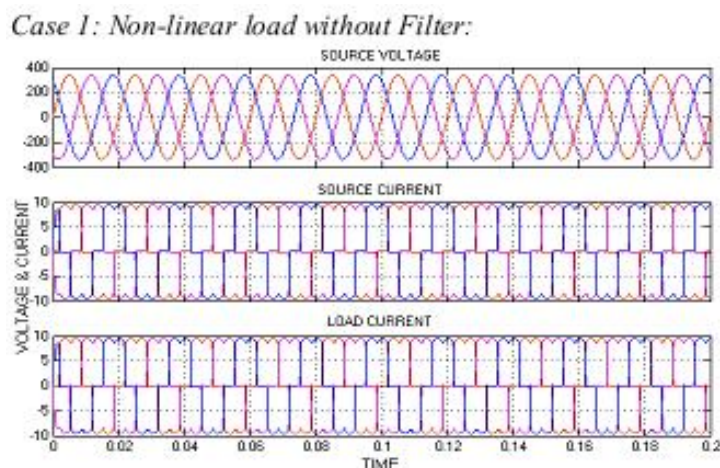 Case 1: Non-linear load without Filter:
SOURCE VOLTAGE
400
200
0
-200
-400
SOURCE CURRENT
10
5
0
-5
-10
VOLTAGE & CURRENT
LOAD CURRENT
10
5
0
-5
-10
0 0.02 0.04 0.06 0.08 0.1 0.12 0.14 0.16 0.18 0.2
TIME